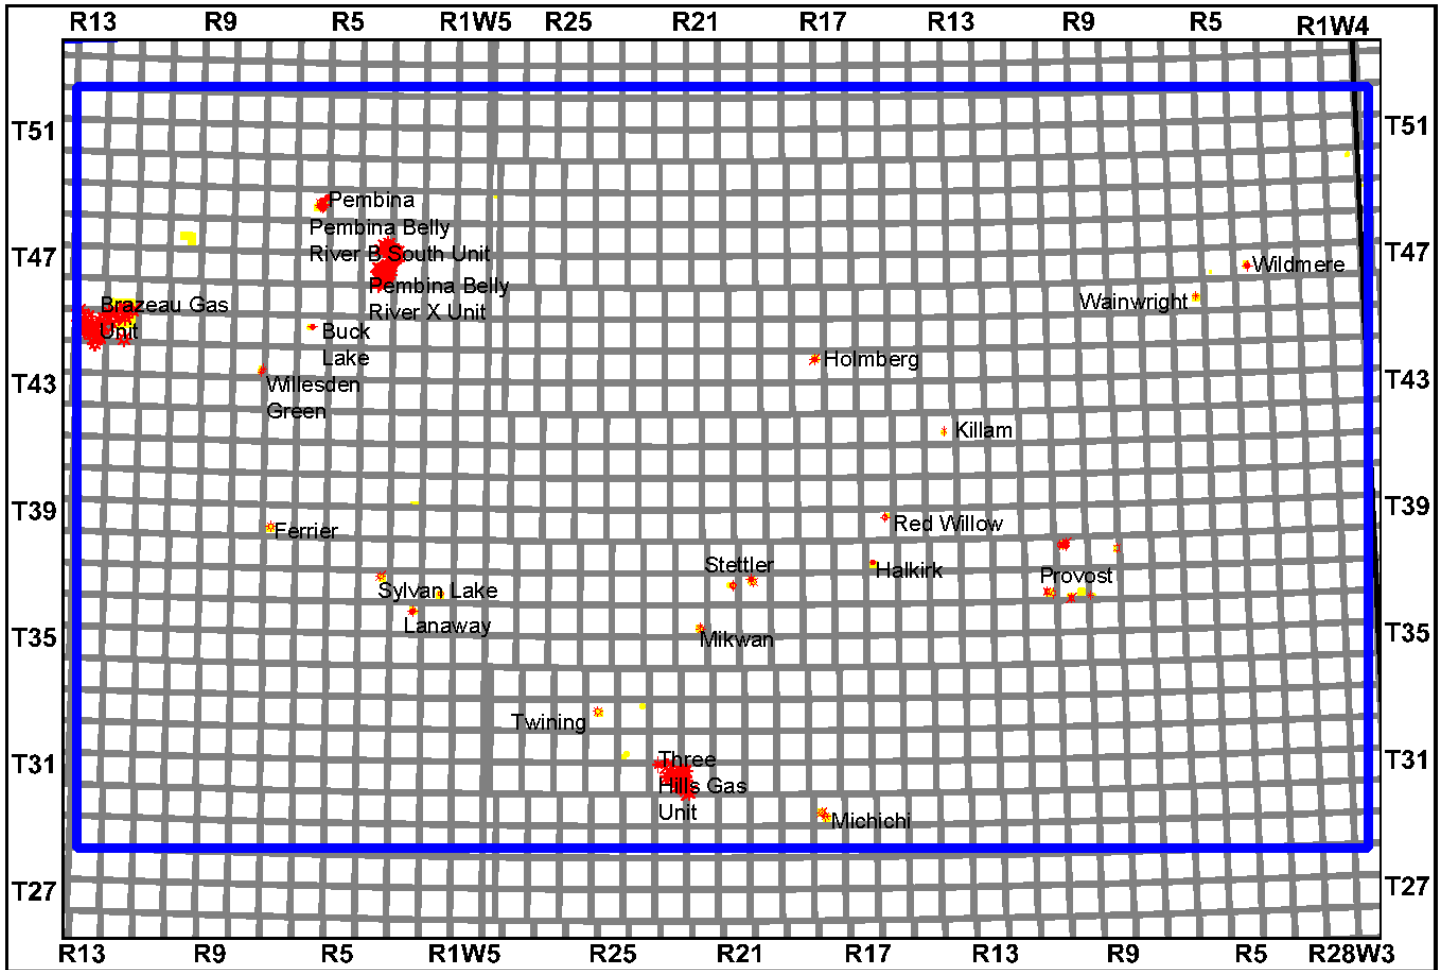 R13 R9 R5 R1W5 R25 R21 R17 R13 R9 R5 R1W4
T51 T51
Pembina
Pembina Belly
River B South Unit
T47 T47
Wildmere
Pembina Belly
River X Unit
Wainwright
Brazeau Gas
Unit
Buck
Lake
Holmberg
T43 T43
Willesden
Green
Killam
T39 T39
Red Willow
Ferrier
Stettler
Halkirk
Provost
Sylvan Lake
Lanaway
T35 T35
Mikwan
Twining
T31 T31
Three
Hills Gas
Unit
Michichi
T27 T27
R13 R9 R5 R1W5 R25 R21 R17 R13 R9 R5 R28W3